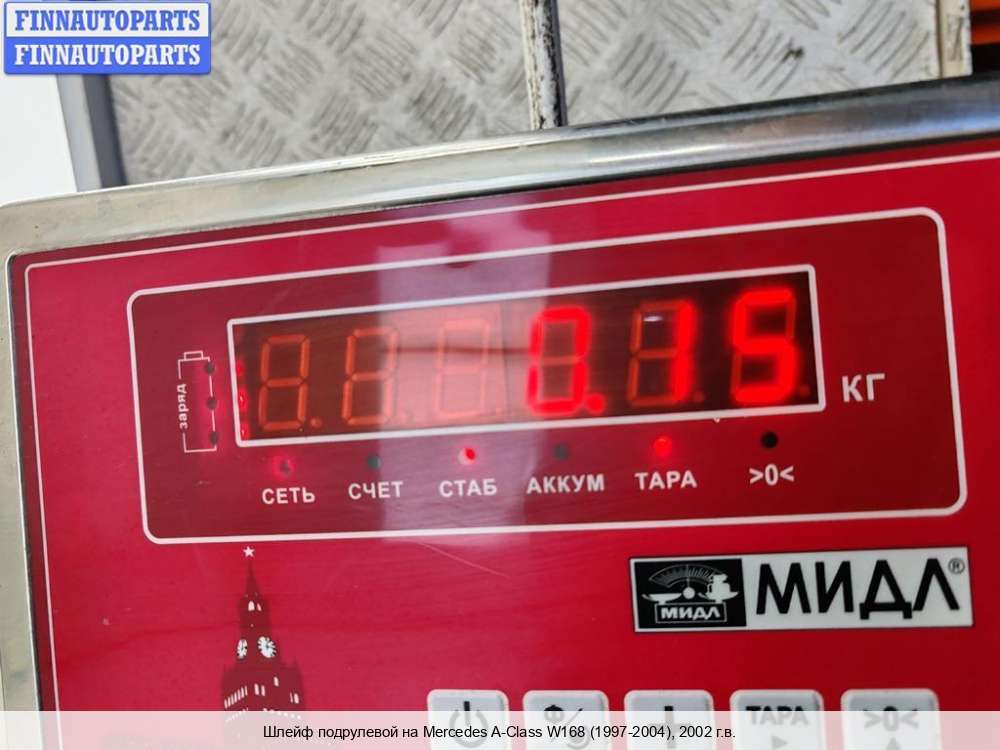 FINNAUTOPARTS
FINNAUTOPARTS
заряд
0.15
КГ
СЕТЬ СЧЕТ СТАБ АККУМ ТАРА >0<
МИДЛ МИДЛ®
ТАРА >0<
Шлейф подрулевой на Mercedes A-Class W168 (1997-2004), 2002 г.в.